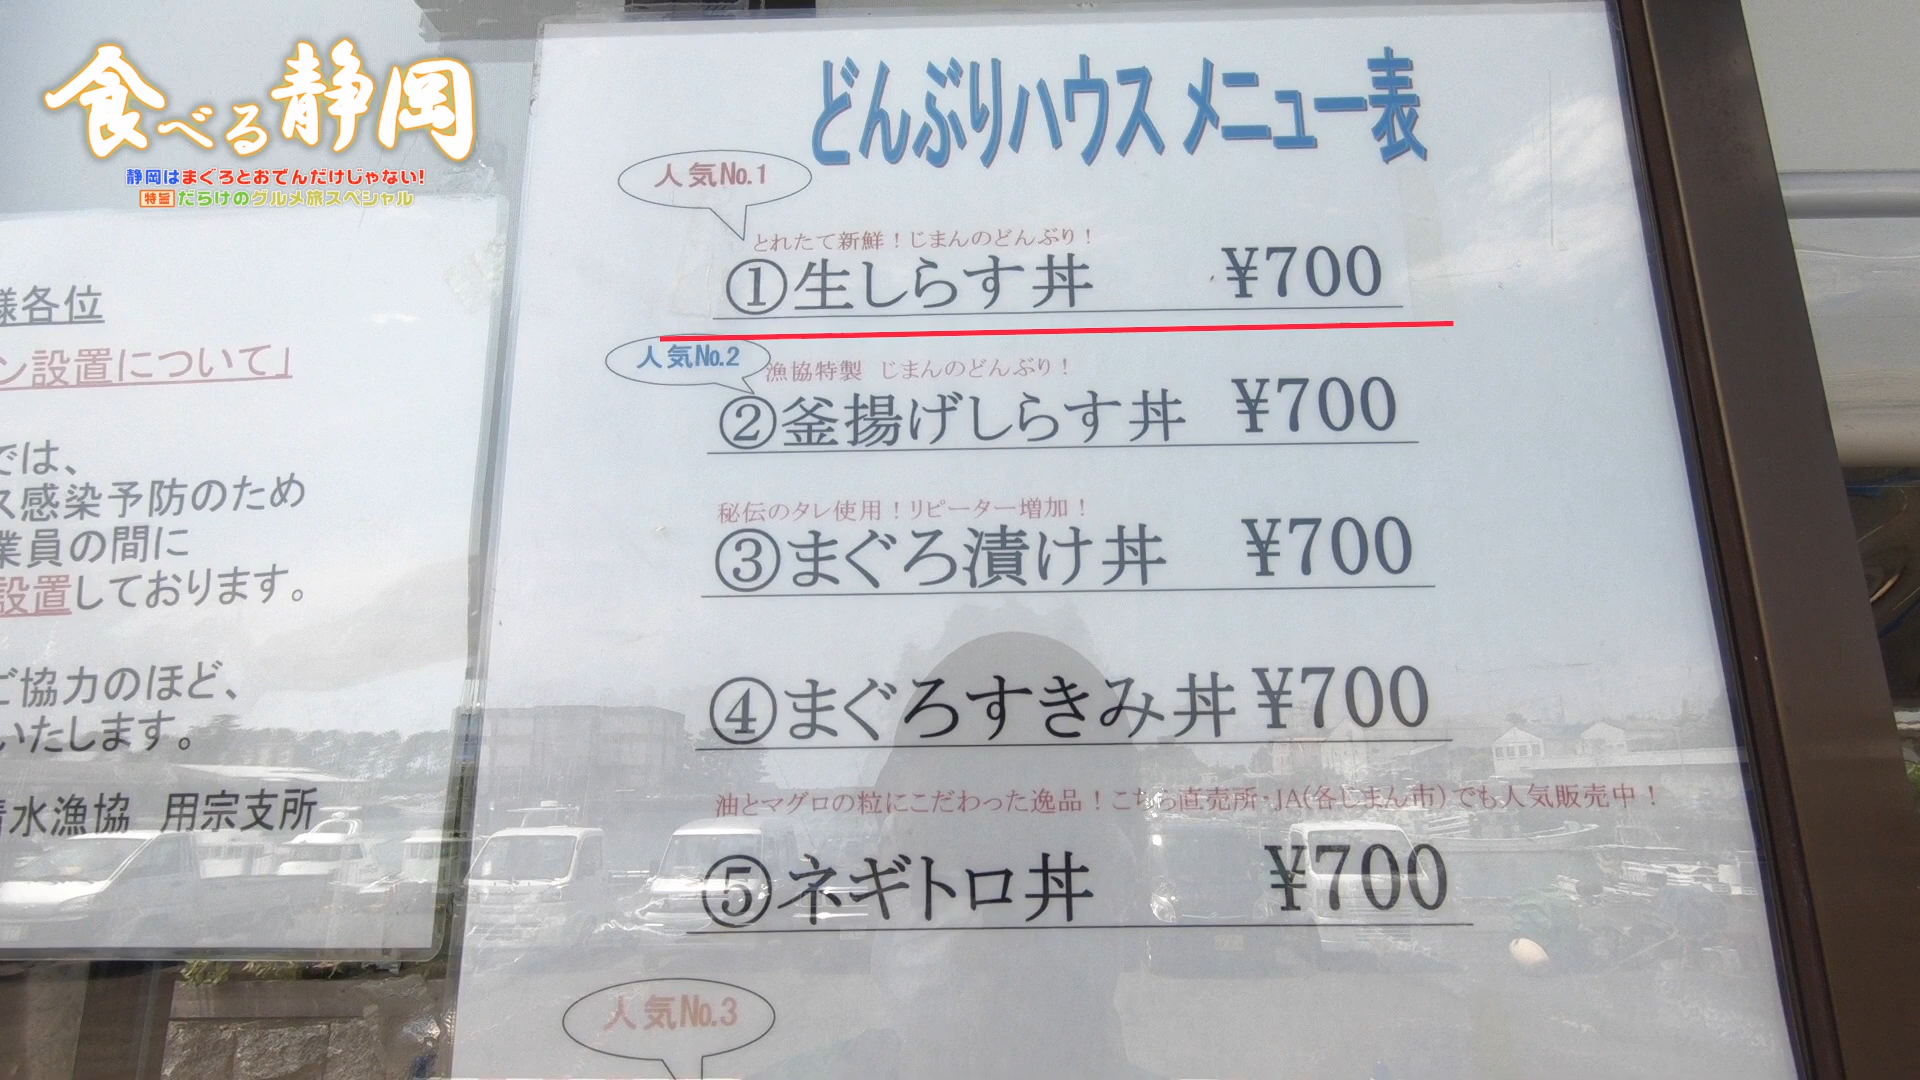 食べる静岡
静岡はまぐろとおでんだけじゃない!
特旨だらけのグルメ旅スペシャル
どんぶりハウス メニュー表
人気No.1
とれたて新鮮！じまんのどんぶり！
①生しらす丼 ¥700
人気No.2
漁協特製 じまんのどんぶり！
②釜揚げしらす丼 ¥700
秘伝のタレ使用！リピーター増加！
③まぐろ漬け丼 ¥700
④まぐろすきみ丼 ¥700
油とマグロの粒にこだわった逸品！こちら直売所・JA(各じまん市)でも人気販売中！
⑤ネギトロ丼 ¥700
人気No.3
様各位
ン設置について」
では、
ス感染予防のため
業員の間に
設置しております。
ご協力のほど、
いたします。
清水漁協 用宗支所